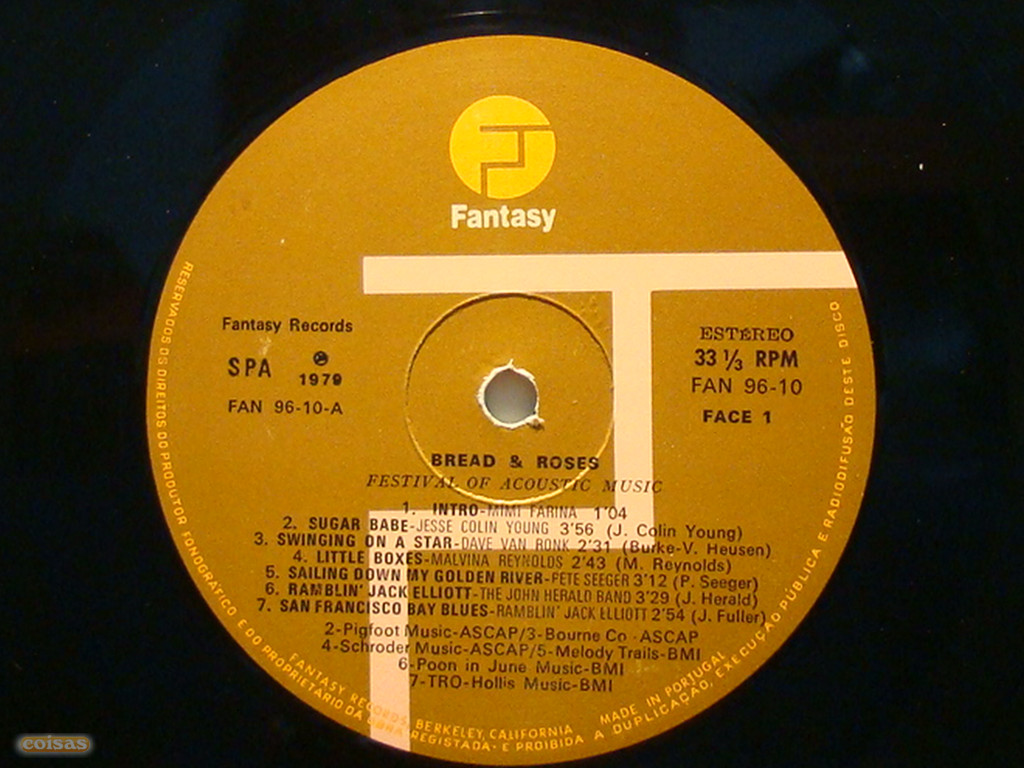 Fantasy
Fantasy Records
SPA
℗
1979
FAN 96-10-A
ESTÉREO
33 ⅓ RPM
FAN 96-10
FACE 1
BREAD & ROSES
FESTIVAL OF ACOUSTIC MUSIC
1. INTRO-MIMI FARINA 1'04
2. SUGAR BABE-JESSE COLIN YOUNG 3'56 (J. Colin Young)
3. SWINGING ON A STAR-DAVE VAN RONK 2'31 (Burke-V. Heusen)
4. LITTLE BOXES-MALVINA REYNOLDS 2'43 (M. Reynolds)
5. SAILING DOWN MY GOLDEN RIVER-PETE SEEGER 3'12 (P. Seeger)
6. RAMBLIN' JACK ELLIOTT-THE JOHN HERALD BAND 3'29 (J. Herald)
7. SAN FRANCISCO BAY BLUES-RAMBLIN' JACK ELLIOTT 2'54 (J. Fuller)
2-Pigfoot Music-ASCAP/3-Bourne Co-ASCAP
4-Schroder Music-ASCAP/5-Melody Trails-BMI
6-Poon in June Music-BMI
7-TRO-Hollis Music-BMI
FANTASY RECORDS, BERKELEY, CALIFORNIA MADE IN PORTUGAL
RESERVADOS OS DIREITOS DO PRODUTOR FONOGRÁFICO E DO PROPRIETÁRIO DA OBRA REGISTADA · E PROIBIDA A DUPLICAÇÃO, EXECUÇÃO PÚBLICA E RADIODIFUSÃO DESTE DISCO
coisas